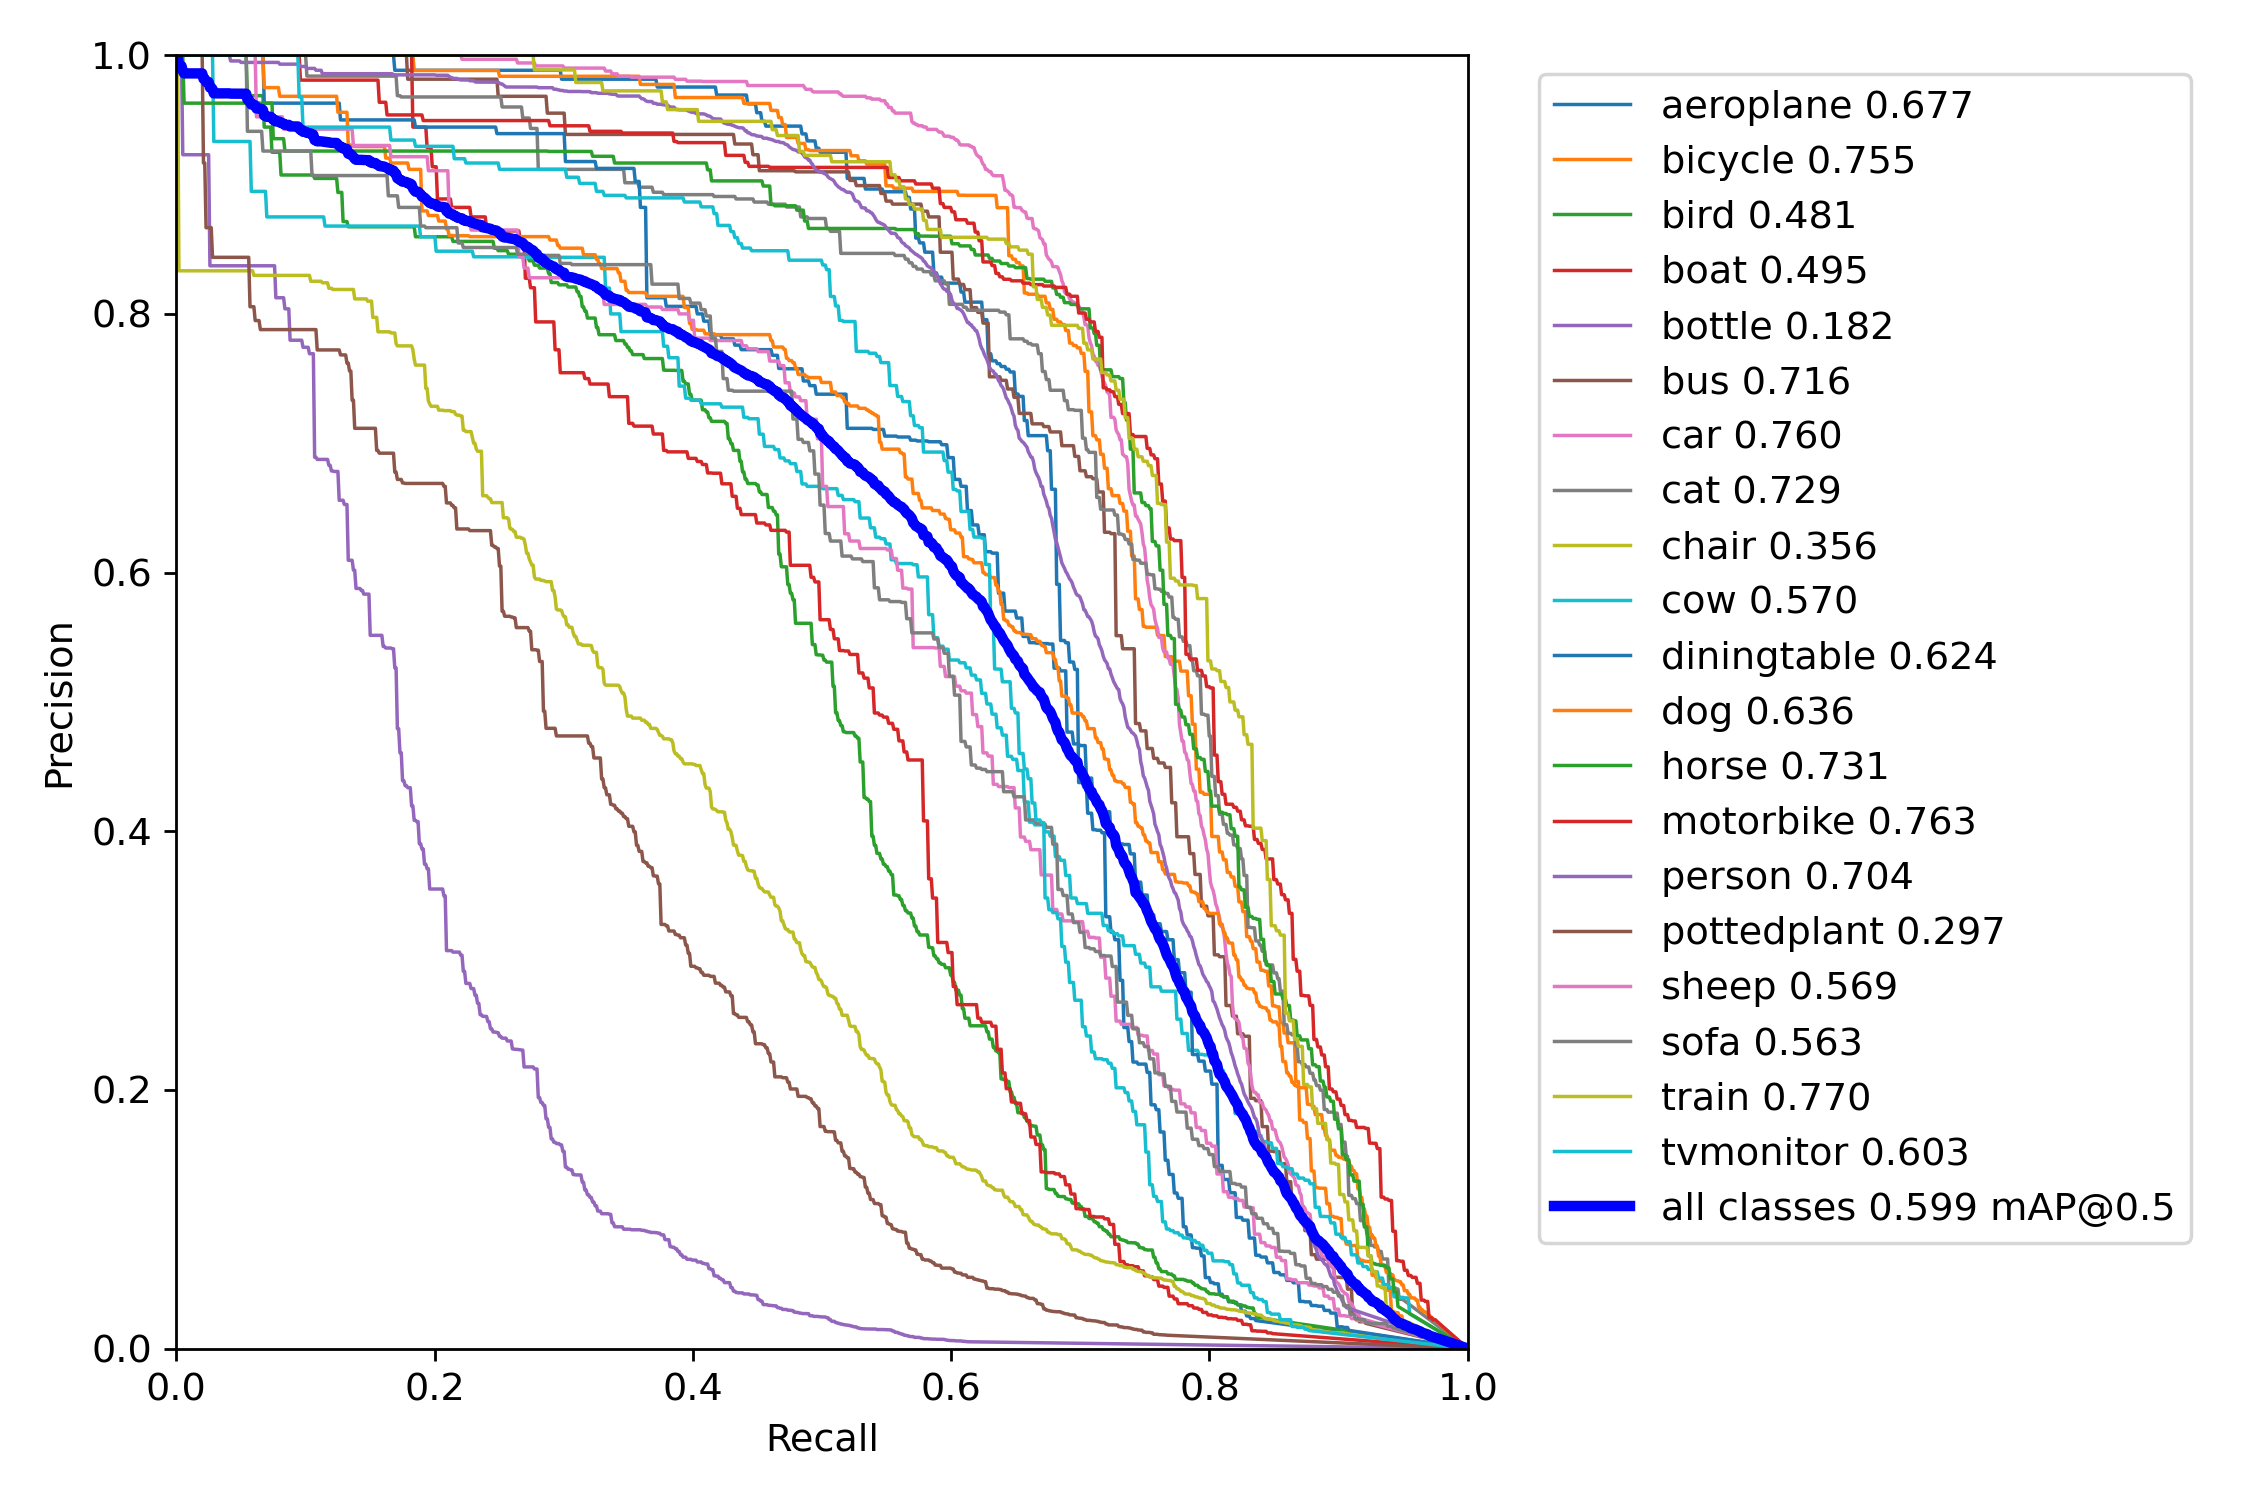 1.0
0.8
0.6
0.4
0.2
0.0
Precision
0.0 0.2 0.4 0.6 0.8 1.0
Recall
aeroplane 0.677
bicycle 0.755
bird 0.481
boat 0.495
bottle 0.182
bus 0.716
car 0.760
cat 0.729
chair 0.356
cow 0.570
diningtable 0.624
dog 0.636
horse 0.731
motorbike 0.763
person 0.704
pottedplant 0.297
sheep 0.569
sofa 0.563
train 0.770
tvmonitor 0.603
all classes 0.599 mAP@0.5